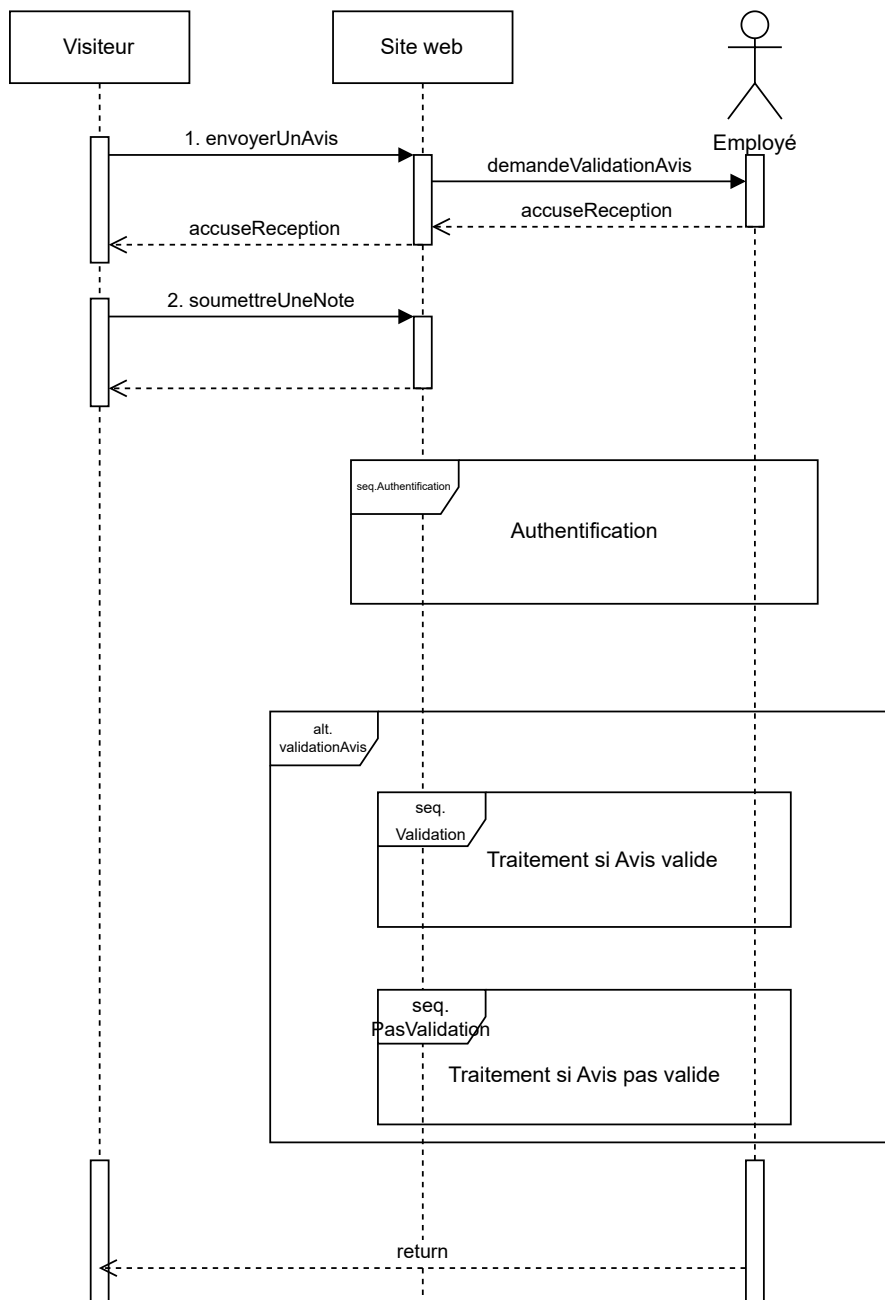 Visiteur
Site web
Employé
1. envoyerUnAvis
demandeValidationAvis
accuseReception
accuseReception
2. soumettreUneNote
seq.Authentification
Authentification
alt.
validationAvis
seq.
Validation
Traitement si Avis valide
seq.
PasValidation
Traitement si Avis pas valide
return